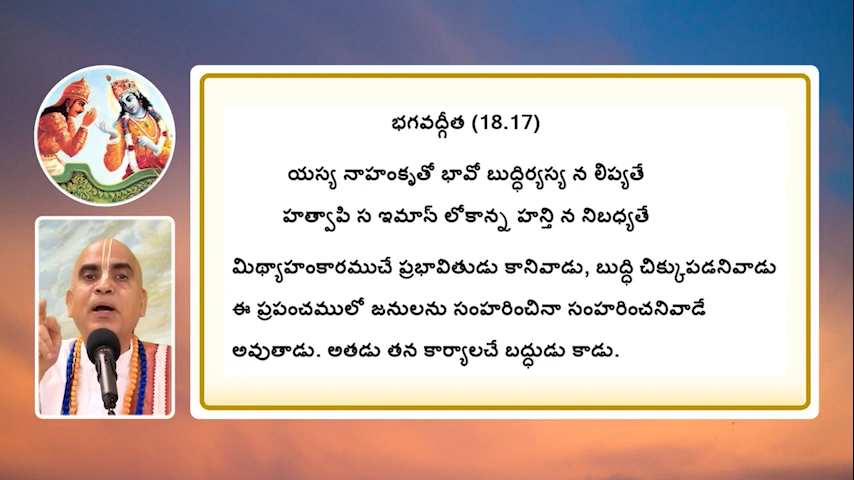 భగవద్గీత (18.17)
యస్య నాహంకృతో భావో బుద్ధిర్యస్య న లిప్యతే
హత్వాపి స ఇమాన్ లోకాన్న హన్తి న నిబధ్యతే
మిథ్యాహంకారముచే ప్రభావితుడు కానివాడు, బుద్ధి చిక్కుపడనివాడు
ఈ ప్రపంచములో జనులను సంహరించినా సంహరించనివాడే
అవుతాడు. అతడు తన కార్యాలచే బద్ధుడు కాడు.